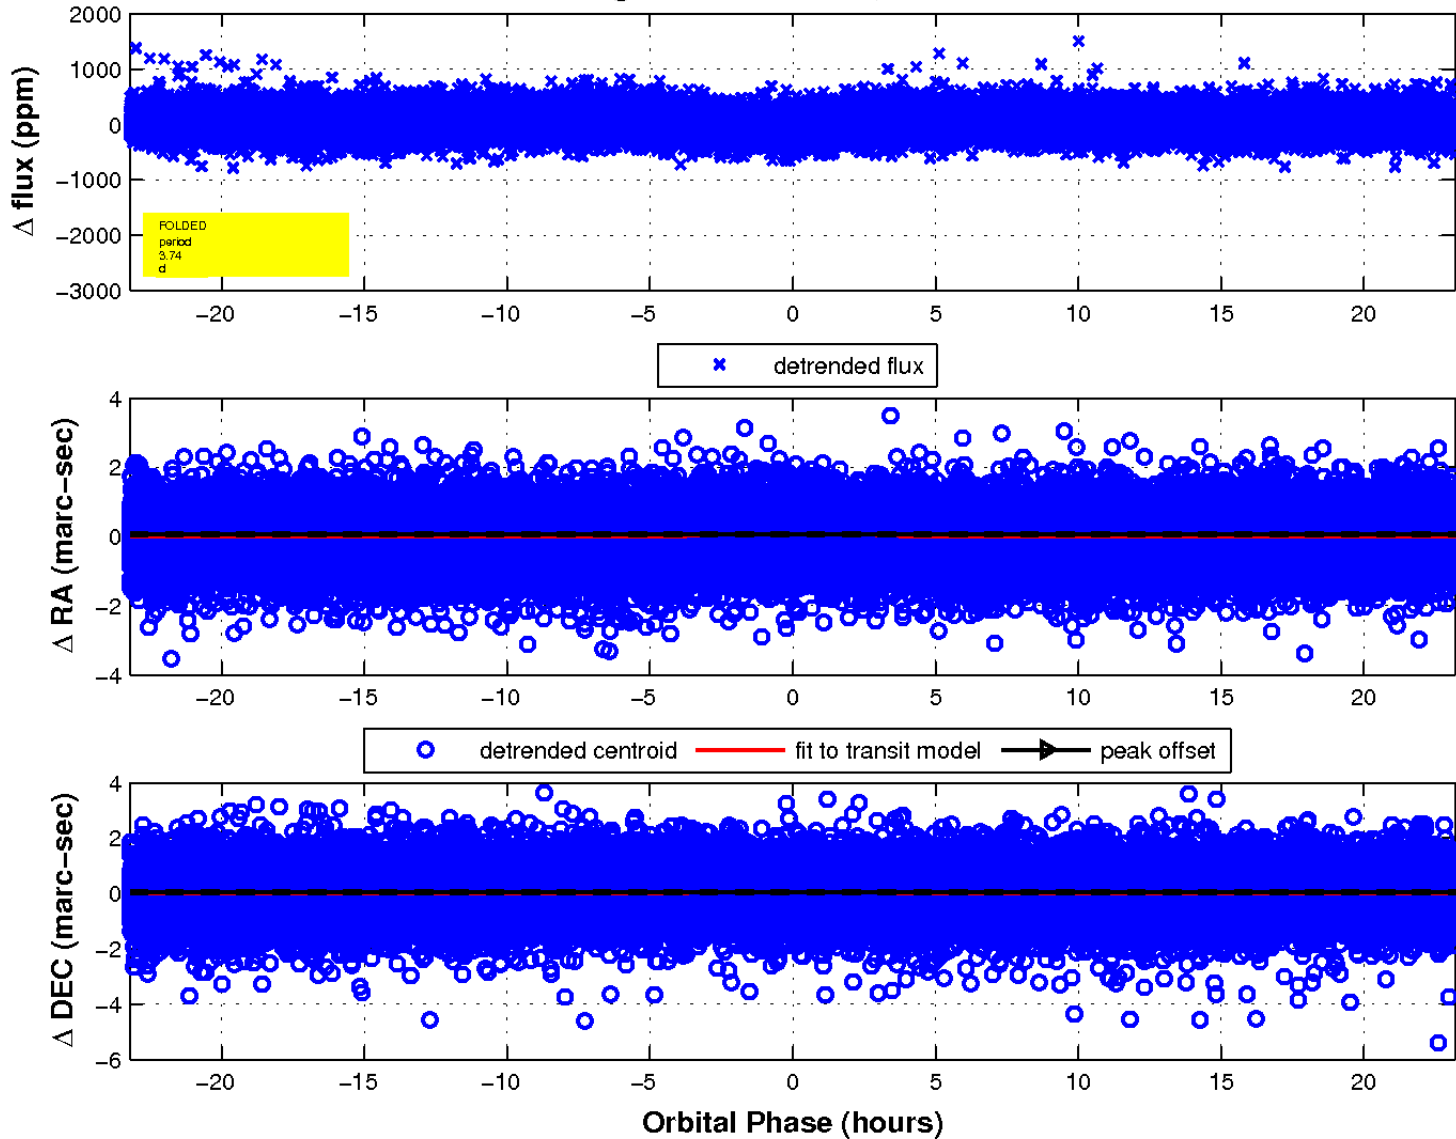 2000
1000
0
−1000
−2000
−3000
Δ flux (ppm)
FOLDED
period
3.74
d
−20 −15 −10 −5 0 5 10 15 20
detrended flux
4
2
0
−2
−4
Δ RA (marc−sec)
−20 −15 −10 −5 0 5 10 15 20
detrended centroid fit to transit model peak offset
4
2
0
−2
−4
−6
Δ DEC (marc−sec)
−20 −15 −10 −5 0 5 10 15 20
Orbital Phase (hours)